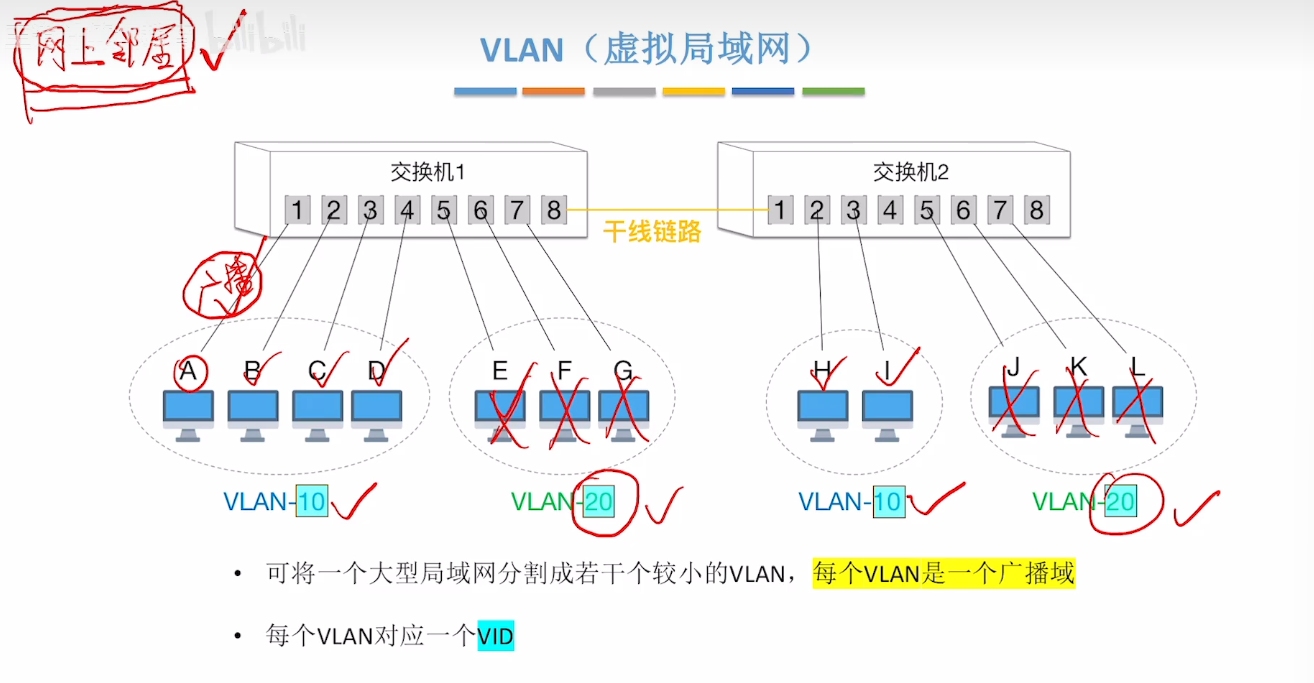 网上邻居
bilibili
VLAN（虚拟局域网）
交换机1
交换机2
1 2 3 4 5 6 7 8
1 2 3 4 5 6 7 8
干线链路
广播
A B C D E F G H I J K L
VLAN-10
VLAN-20
VLAN-10
VLAN-20
• 可将一个大型局域网分割成若干个较小的VLAN，每个VLAN是一个广播域
• 每个VLAN对应一个VID